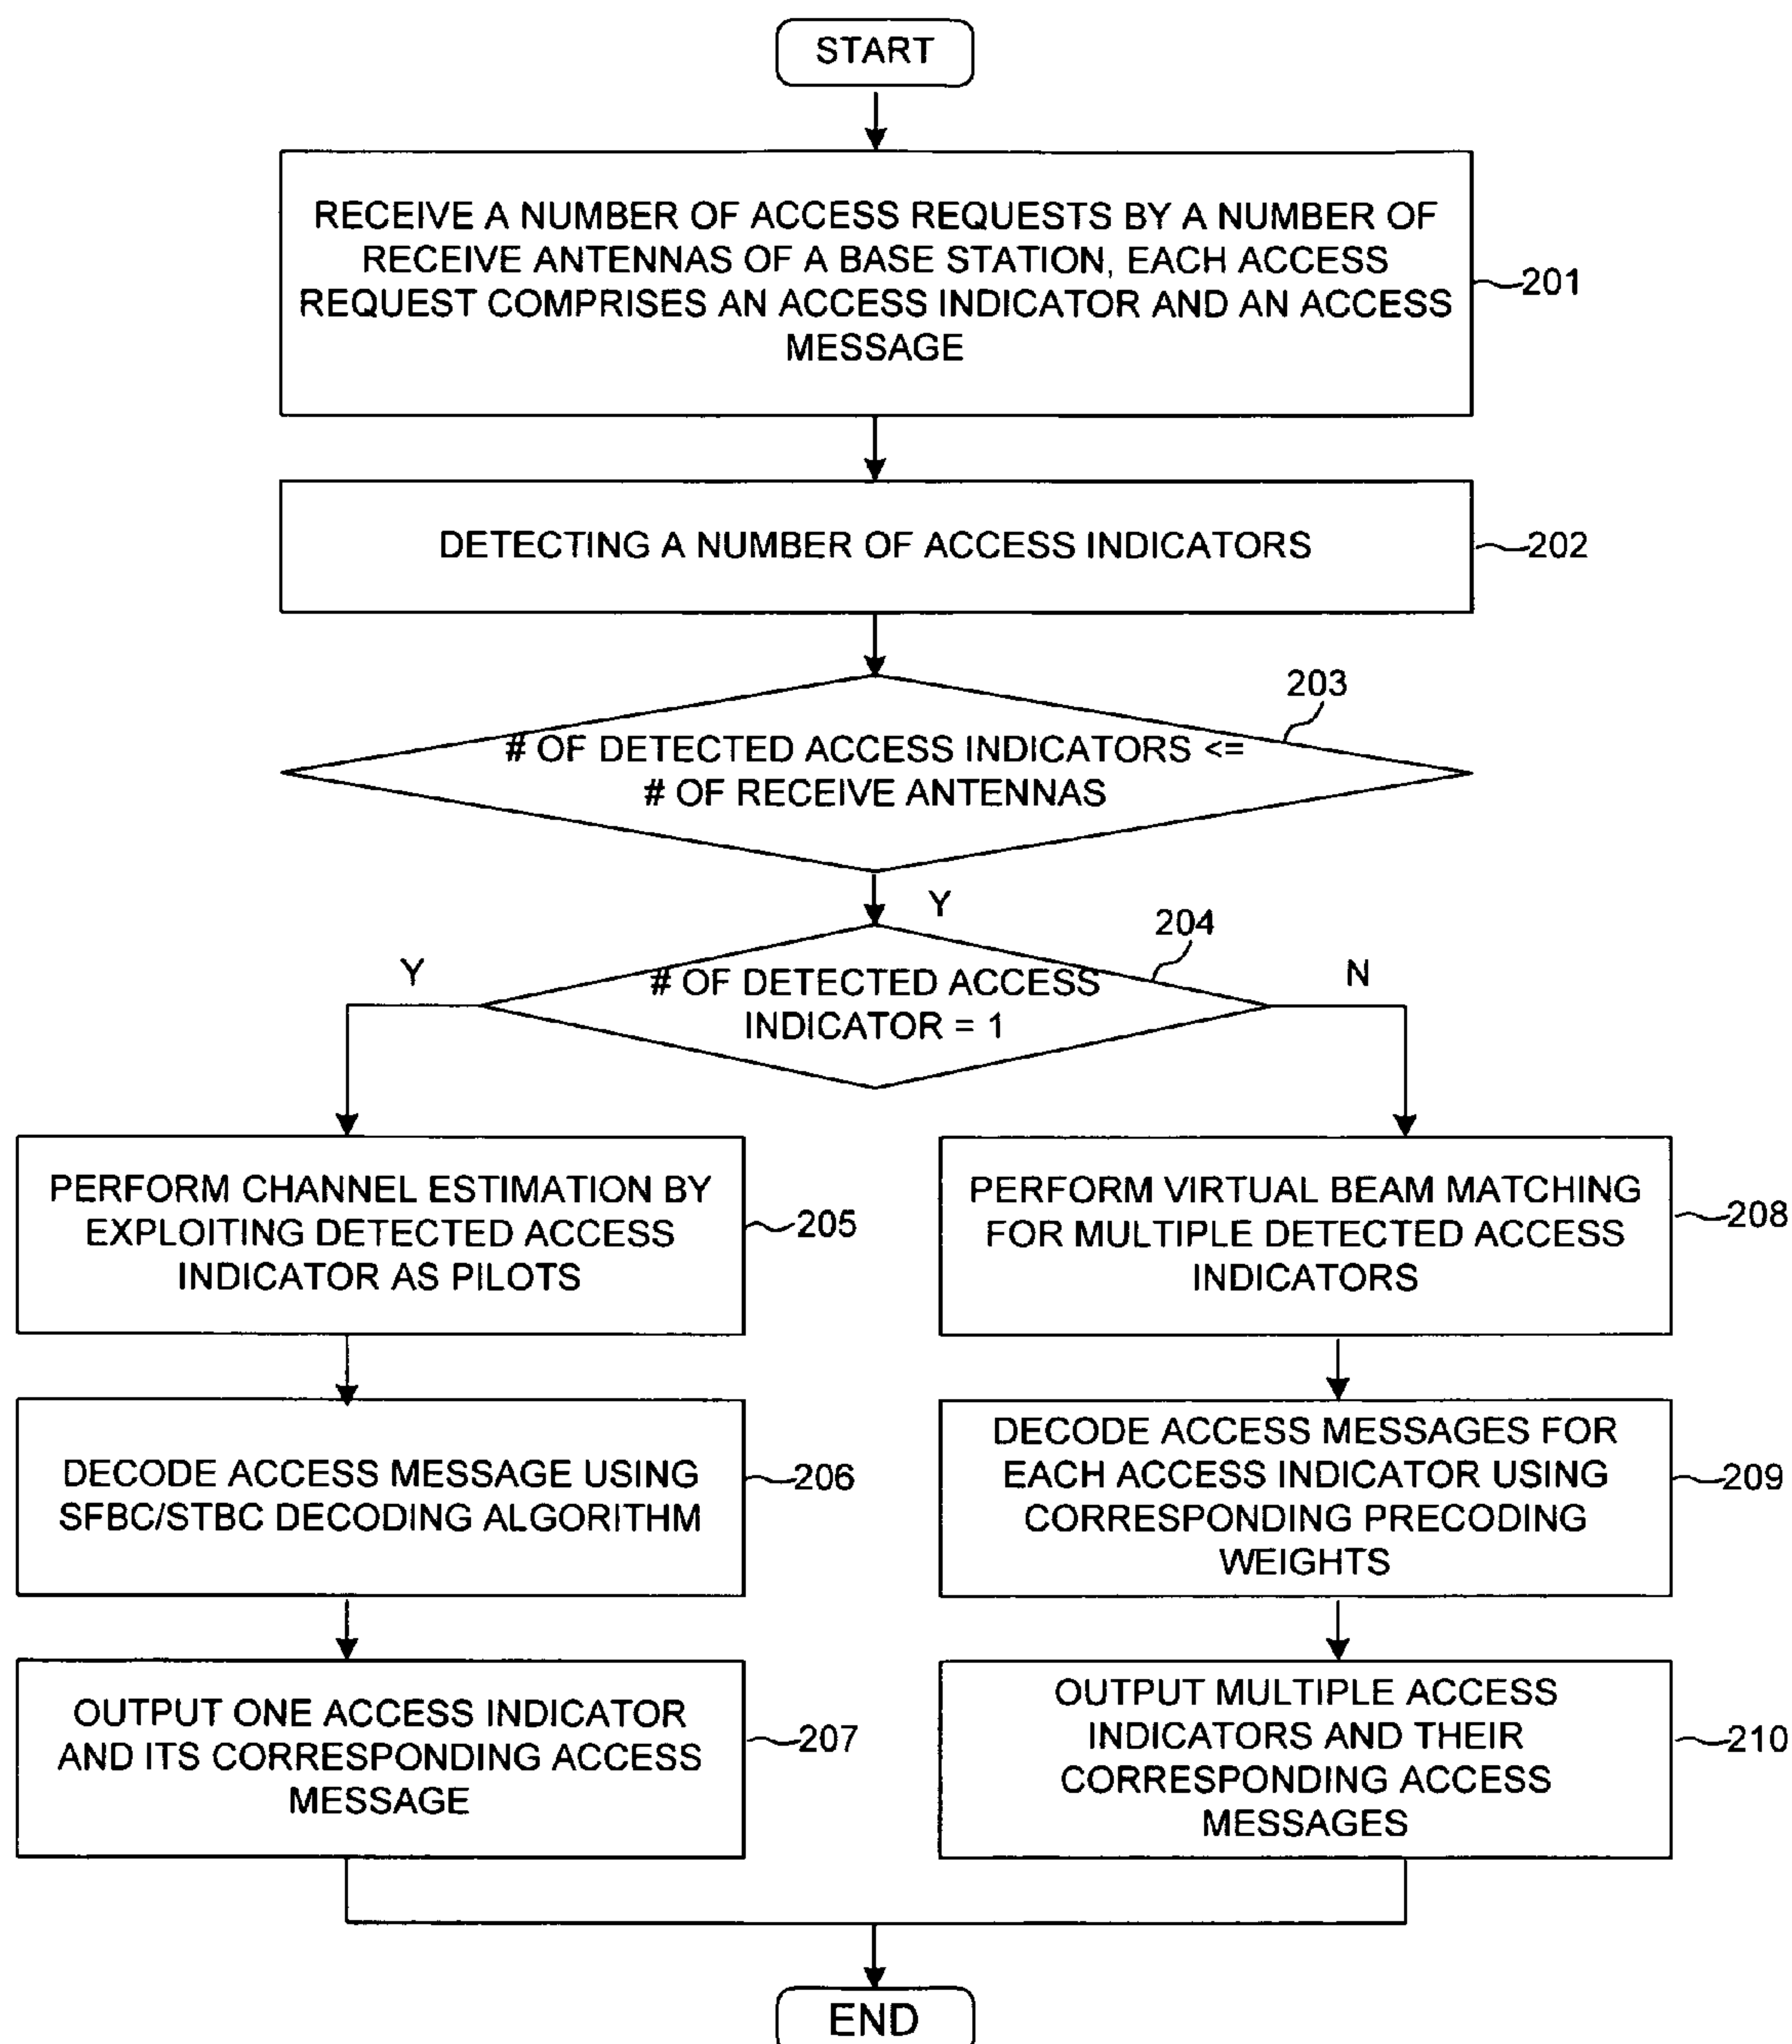 START
RECEIVE A NUMBER OF ACCESS REQUESTS BY A NUMBER OF
RECEIVE ANTENNAS OF A BASE STATION, EACH ACCESS
REQUEST COMPRISES AN ACCESS INDICATOR AND AN ACCESS
MESSAGE
201
DETECTING A NUMBER OF ACCESS INDICATORS
202
203
# OF DETECTED ACCESS INDICATORS <=
# OF RECEIVE ANTENNAS
Y
204
Y
# OF DETECTED ACCESS
INDICATOR = 1
N
PERFORM CHANNEL ESTIMATION BY
EXPLOITING DETECTED ACCESS
INDICATOR AS PILOTS
205
PERFORM VIRTUAL BEAM MATCHING
FOR MULTIPLE DETECTED ACCESS
INDICATORS
208
DECODE ACCESS MESSAGE USING
SFBC/STBC DECODING ALGORITHM
206
DECODE ACCESS MESSAGES FOR
EACH ACCESS INDICATOR USING
CORRESPONDING PRECODING
WEIGHTS
209
OUTPUT ONE ACCESS INDICATOR
AND ITS CORRESPONDING ACCESS
MESSAGE
207
OUTPUT MULTIPLE ACCESS
INDICATORS AND THEIR
CORRESPONDING ACCESS
MESSAGES
210
END